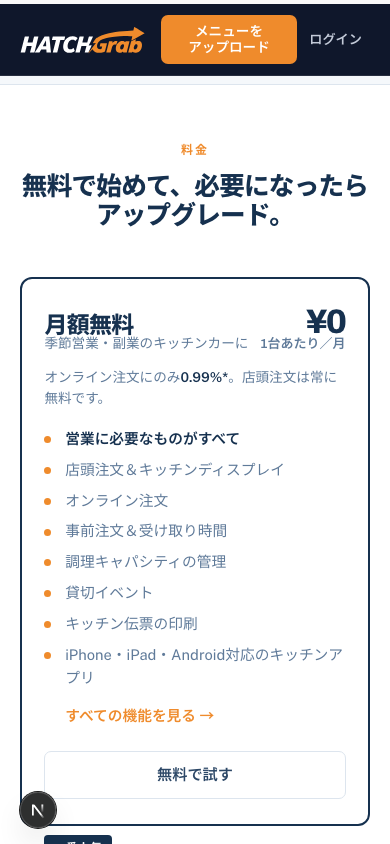 HATCHGrab
メニューを
アップロード
ログイン
料金
無料で始めて、必要になったら
アップグレード。
月額無料
¥0
季節営業・副業のキッチンカーに
1台あたり／月
オンライン注文にのみ0.99%*。店頭注文は常に
無料です。
営業に必要なものがすべて
店頭注文＆キッチンディスプレイ
オンライン注文
事前注文＆受け取り時間
調理キャパシティの管理
貸切イベント
キッチン伝票の印刷
iPhone・iPad・Android対応のキッチンア
プリ
すべての機能を見る →
無料で試す
N